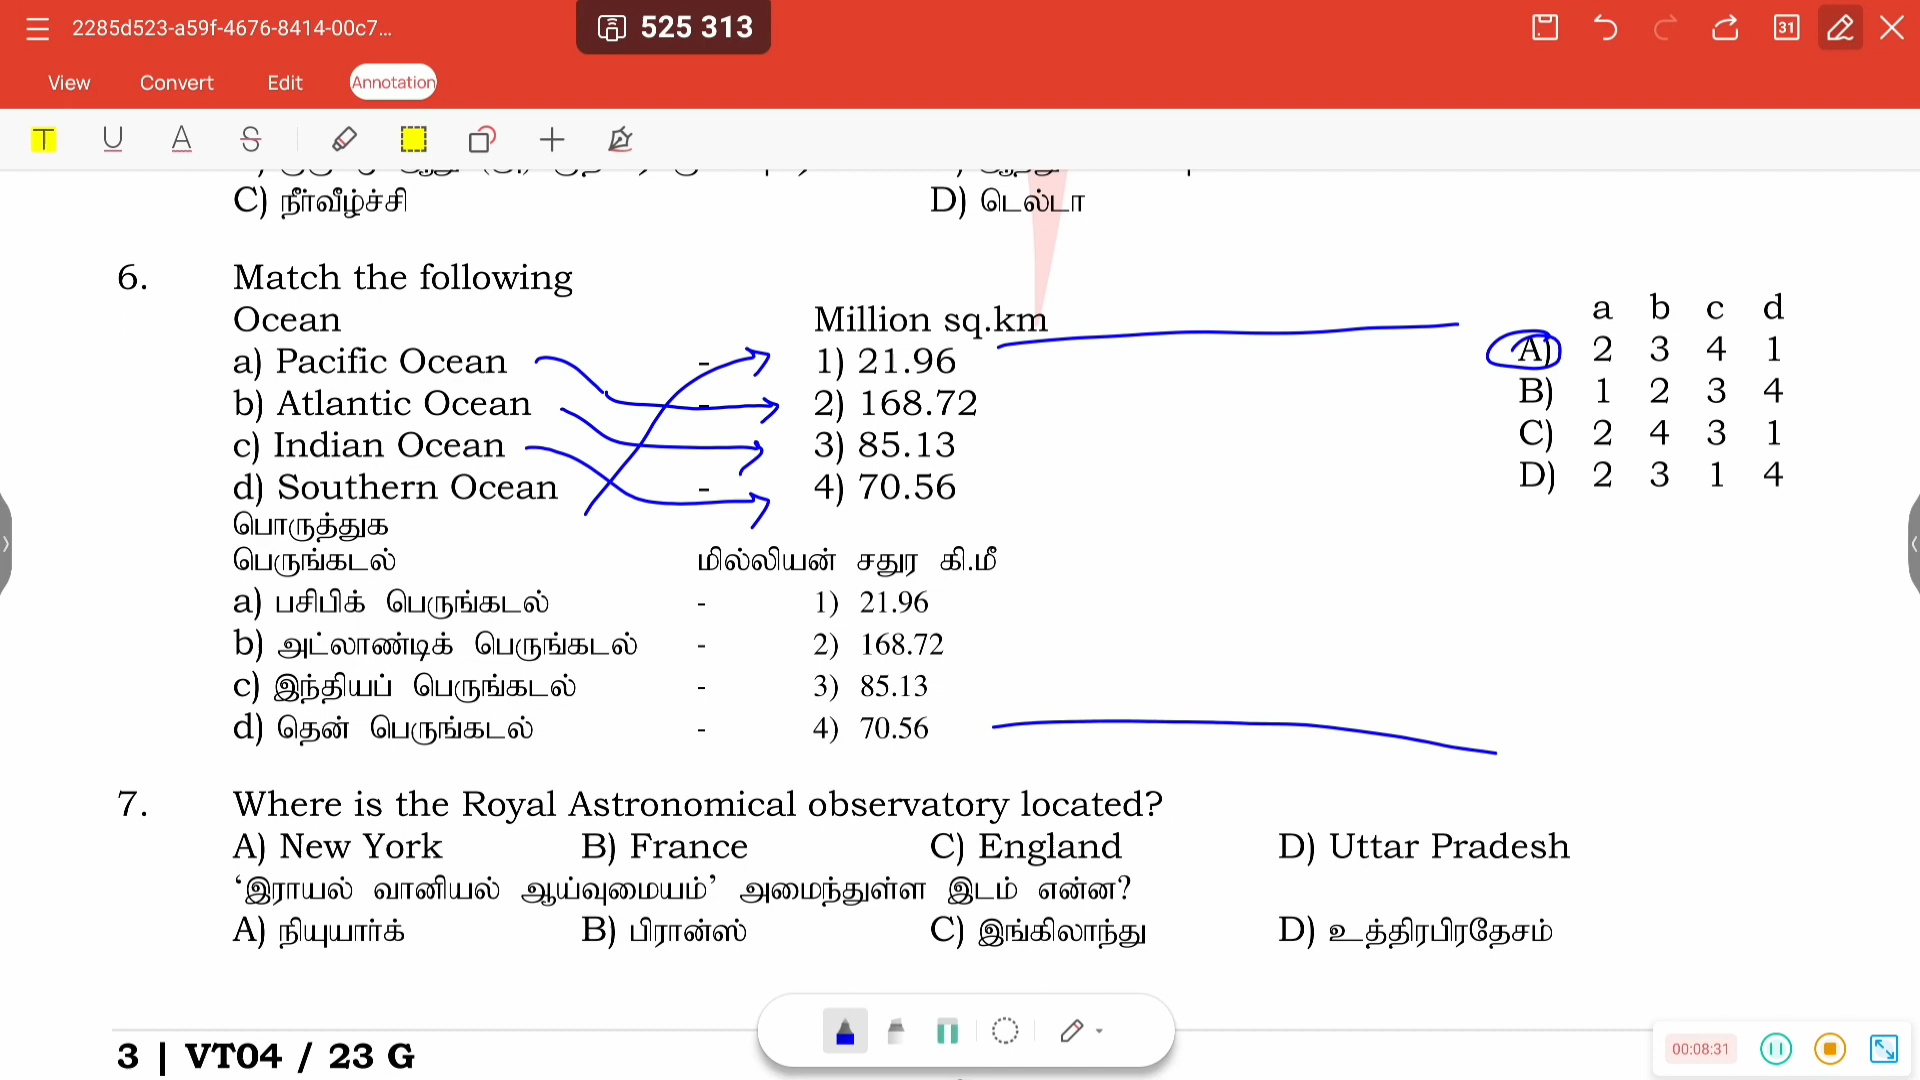 2285d523-a59f-4676-8414-00c7...
525 313
31
View Convert Edit Annotation
T U A S
C) நீர்வீழ்ச்சி D) டெல்டா
6. Match the following
Ocean Million sq.km
a b c d
a) Pacific Ocean - 1) 21.96 A) 2 3 4 1
b) Atlantic Ocean - 2) 168.72 B) 1 2 3 4
c) Indian Ocean 3) 85.13 C) 2 4 3 1
d) Southern Ocean - 4) 70.56 D) 2 3 1 4
பொருத்துக
பெருங்கடல் மில்லியன் சதுர கி.மீ
a) பசிபிக் பெருங்கடல் - 1) 21.96
b) அட்லாண்டிக் பெருங்கடல் - 2) 168.72
c) இந்தியப் பெருங்கடல் - 3) 85.13
d) தென் பெருங்கடல் - 4) 70.56
7. Where is the Royal Astronomical observatory located?
A) New York B) France C) England D) Uttar Pradesh
‘இராயல் வானியல் ஆய்வுமையம்’ அமைந்துள்ள இடம் என்ன?
A) நியுயார்க் B) பிரான்ஸ் C) இங்கிலாந்து D) உத்திரபிரதேசம்
3 | VT04 / 23 G
00:08:31